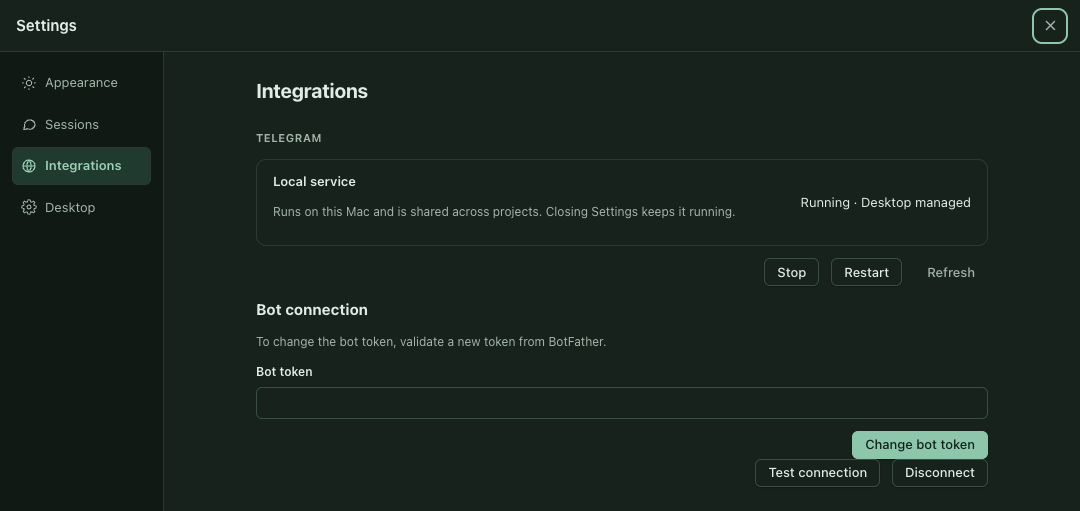 Settings
Appearance
Sessions
Integrations
Desktop
Integrations
TELEGRAM
Local service
Runs on this Mac and is shared across projects. Closing Settings keeps it running.
Running · Desktop managed
Stop
Restart
Refresh
Bot connection
To change the bot token, validate a new token from BotFather.
Bot token
Change bot token
Test connection
Disconnect